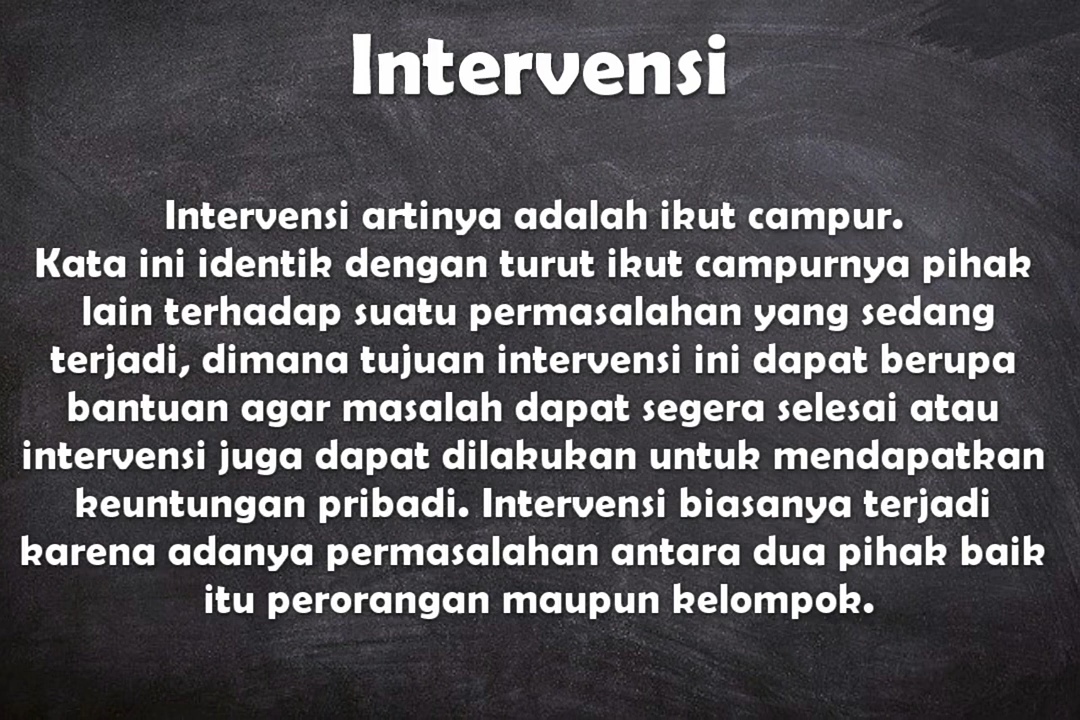 Intervensi
Intervensi artinya adalah ikut campur.
Kata ini identik dengan turut ikut campurnya pihak
lain terhadap suatu permasalahan yang sedang
terjadi, dimana tujuan intervensi ini dapat berupa
bantuan agar masalah dapat segera selesai atau
intervensi juga dapat dilakukan untuk mendapatkan
keuntungan pribadi. Intervensi biasanya terjadi
karena adanya permasalahan antara dua pihak baik
itu perorangan maupun kelompok.